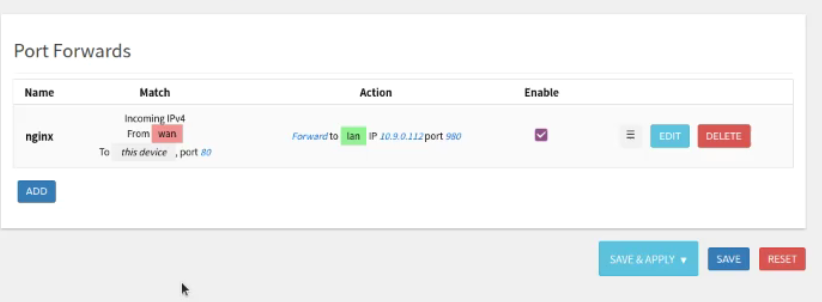 Port Forwards
Name Match Action Enable
Incoming IPv4
nginx From wan Forward to lan IP 10.9.0.112 port 980 ☰ EDIT DELETE
To this device , port 80
ADD
SAVE & APPLY ▼ SAVE RESET